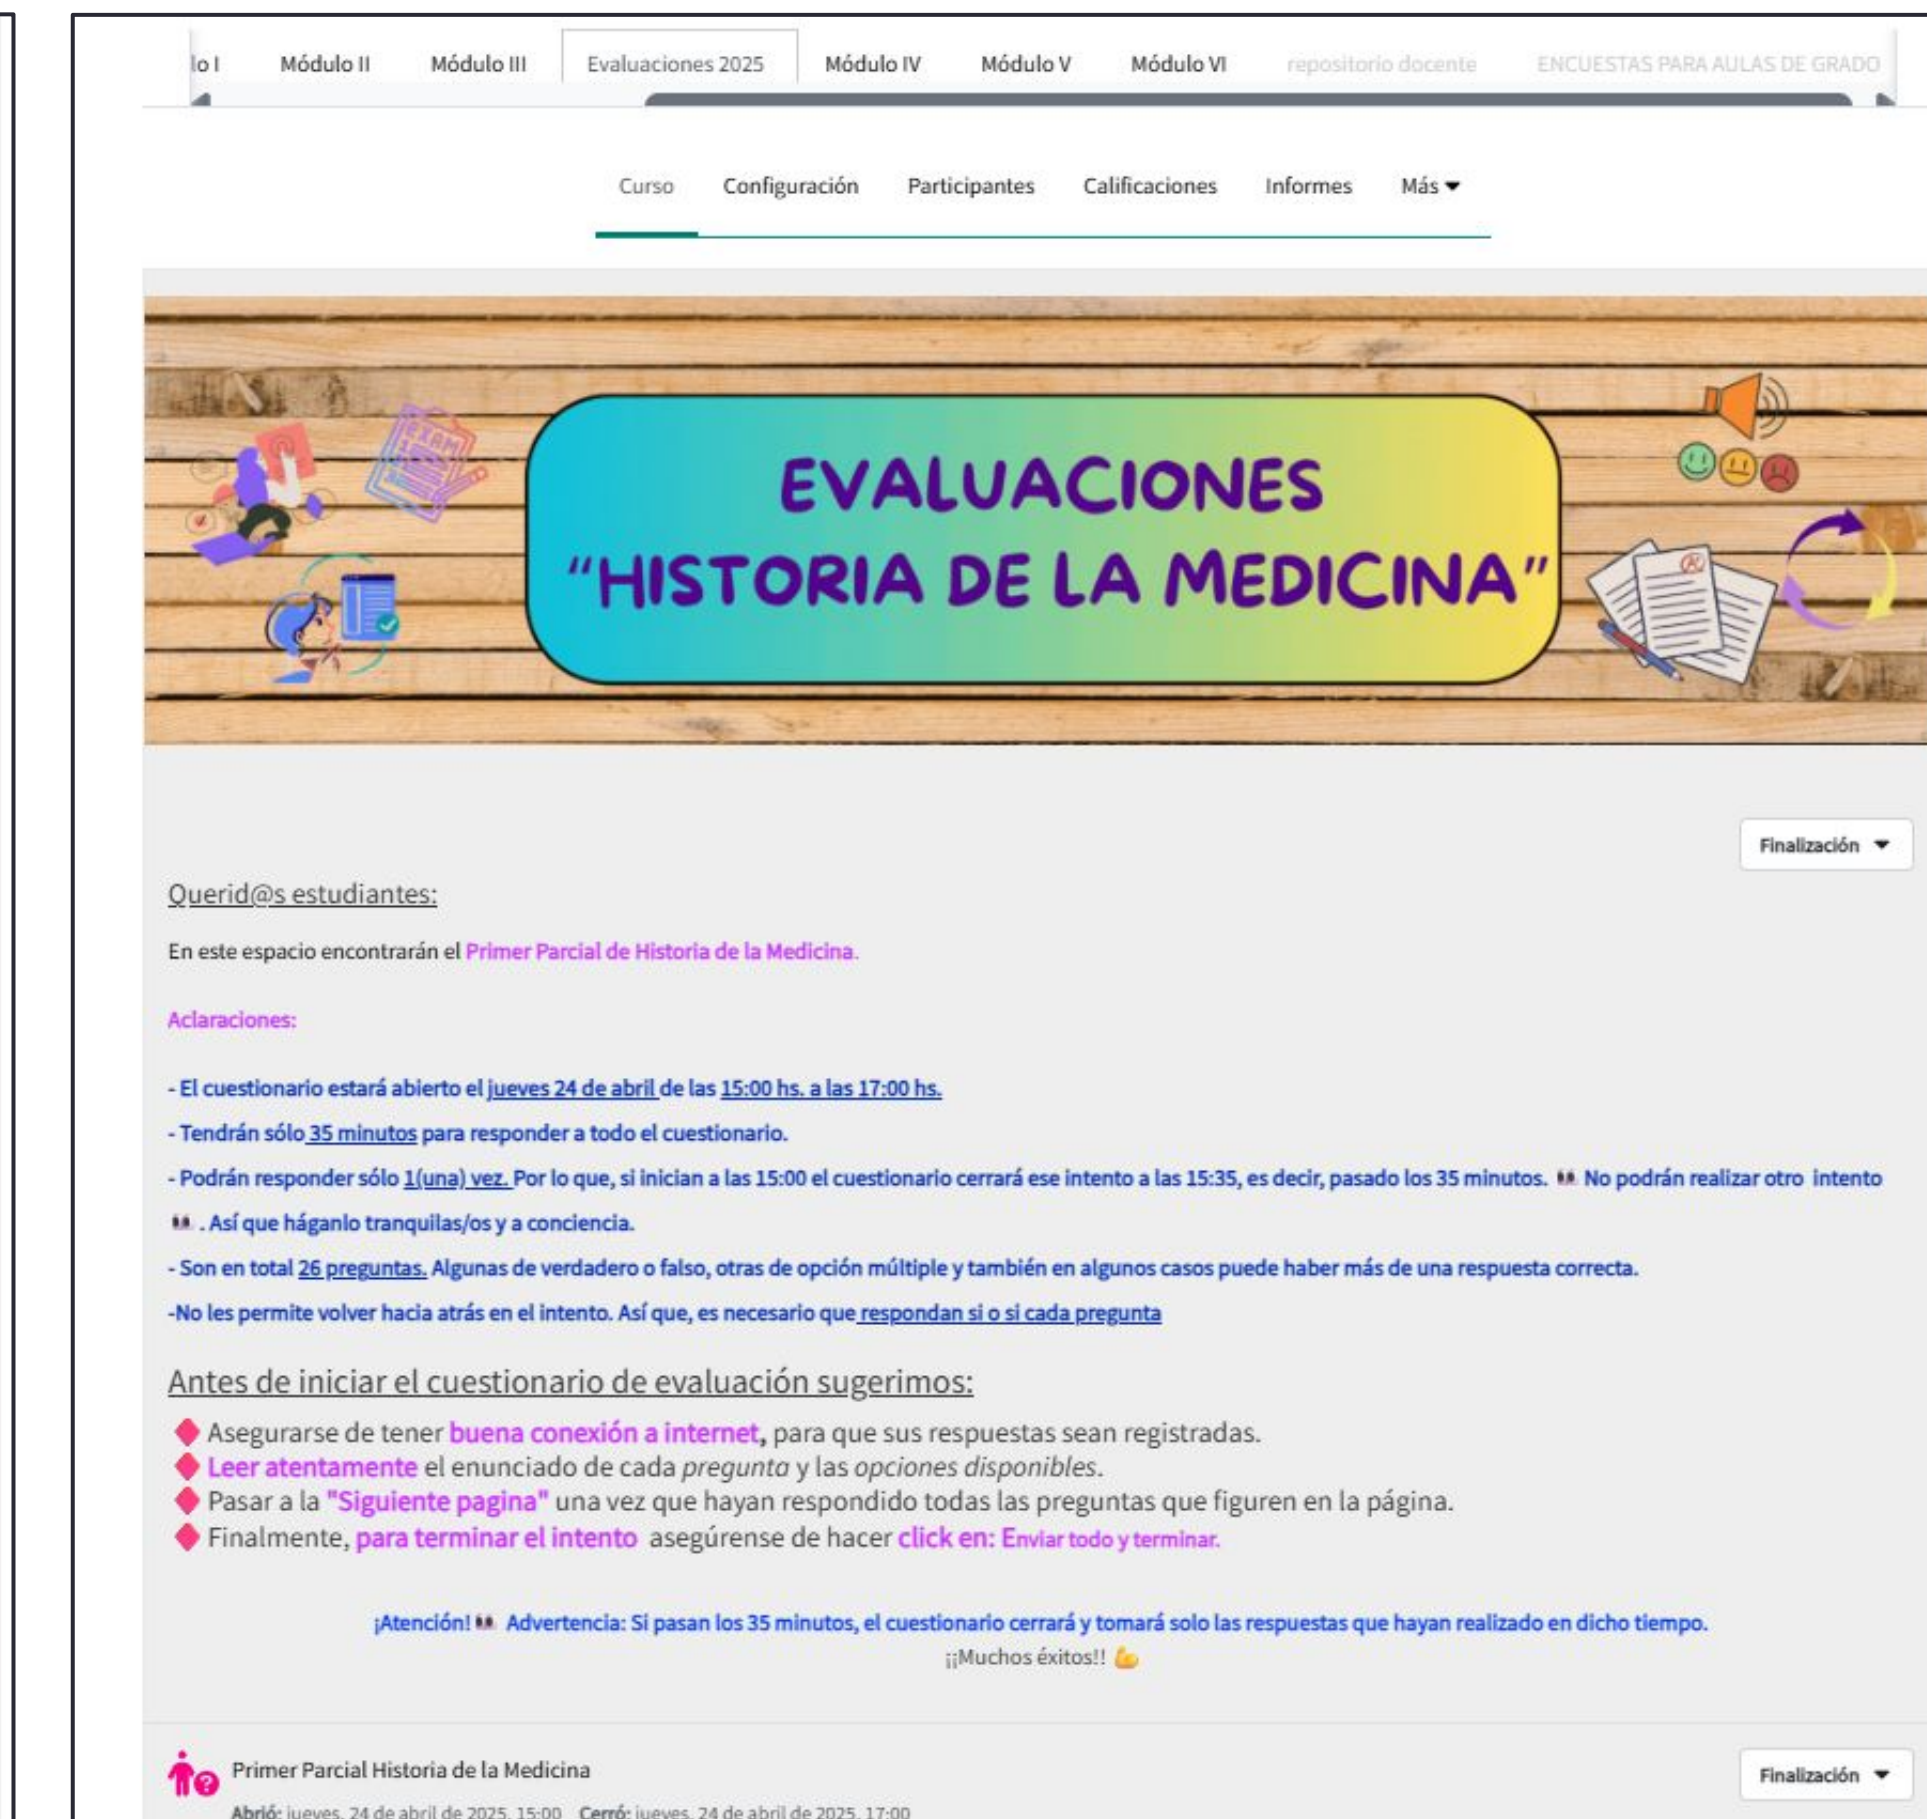 lo I Módulo II Módulo III Evaluaciones 2025 Módulo IV Módulo V Módulo VI repositorio docente ENCUESTAS PARA AULAS DE GRADO
Curso Configuración Participantes Calificaciones Informes Más
EXAM
EVALUACIONES
“HISTORIA DE LA MEDICINA”
Finalización
Querid@s estudiantes:
En este espacio encontrarán el Primer Parcial de Historia de la Medicina.
Aclaraciones:
- El cuestionario estará abierto el jueves 24 de abril de las 15:00 hs. a las 17:00 hs.
- Tendrán sólo 35 minutos para responder a todo el cuestionario.
- Podrán responder sólo 1(una) vez. Por lo que, si inician a las 15:00 el cuestionario cerrará ese intento a las 15:35, es decir, pasado los 35 minutos. No podrán realizar otro intento
. Así que háganlo tranquilas/os y a conciencia.
- Son en total 26 preguntas. Algunas de verdadero o falso, otras de opción múltiple y también en algunos casos puede haber más de una respuesta correcta.
-No les permite volver hacia atrás en el intento. Así que, es necesario que respondan si o si cada pregunta
Antes de iniciar el cuestionario de evaluación sugerimos:
♦ Asegurarse de tener buena conexión a internet, para que sus respuestas sean registradas.
♦ Leer atentamente el enunciado de cada pregunta y las opciones disponibles.
♦ Pasar a la "Siguiente pagina" una vez que hayan respondido todas las preguntas que figuren en la página.
♦ Finalmente, para terminar el intento asegúrense de hacer click en: Enviar todo y terminar.
¡Atención! Advertencia: Si pasan los 35 minutos, el cuestionario cerrará y tomará solo las respuestas que hayan realizado en dicho tiempo.
¡¡Muchos éxitos!! 💪
Primer Parcial Historia de la Medicina
Finalización
Abrió: jueves, 24 de abril de 2025, 15:00 Cerró: jueves, 24 de abril de 2025, 17:00